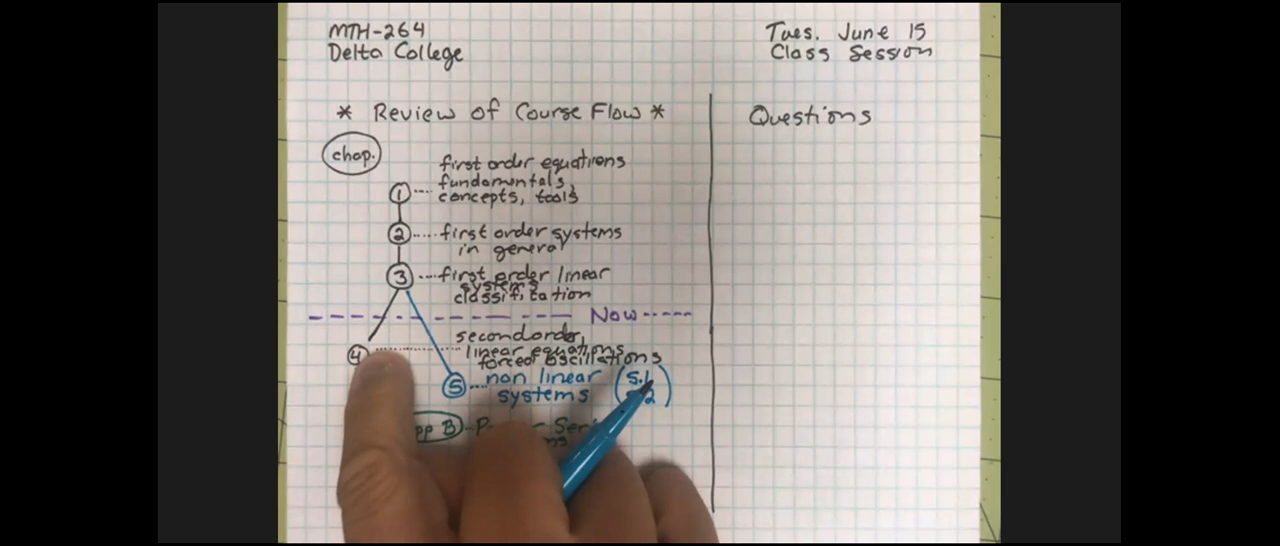 MTH-264
Delta College
Tues. June 15
Class Session
* Review of Course Flow *
Questions
chap.
1 .... first order equations
fundamentals,
concepts, tools
2 .... first order systems
in general
3 .... first order linear
systems
classification
Now
4 second order,
linear equations
forced oscillations
5 .... non linear
systems
(5.1